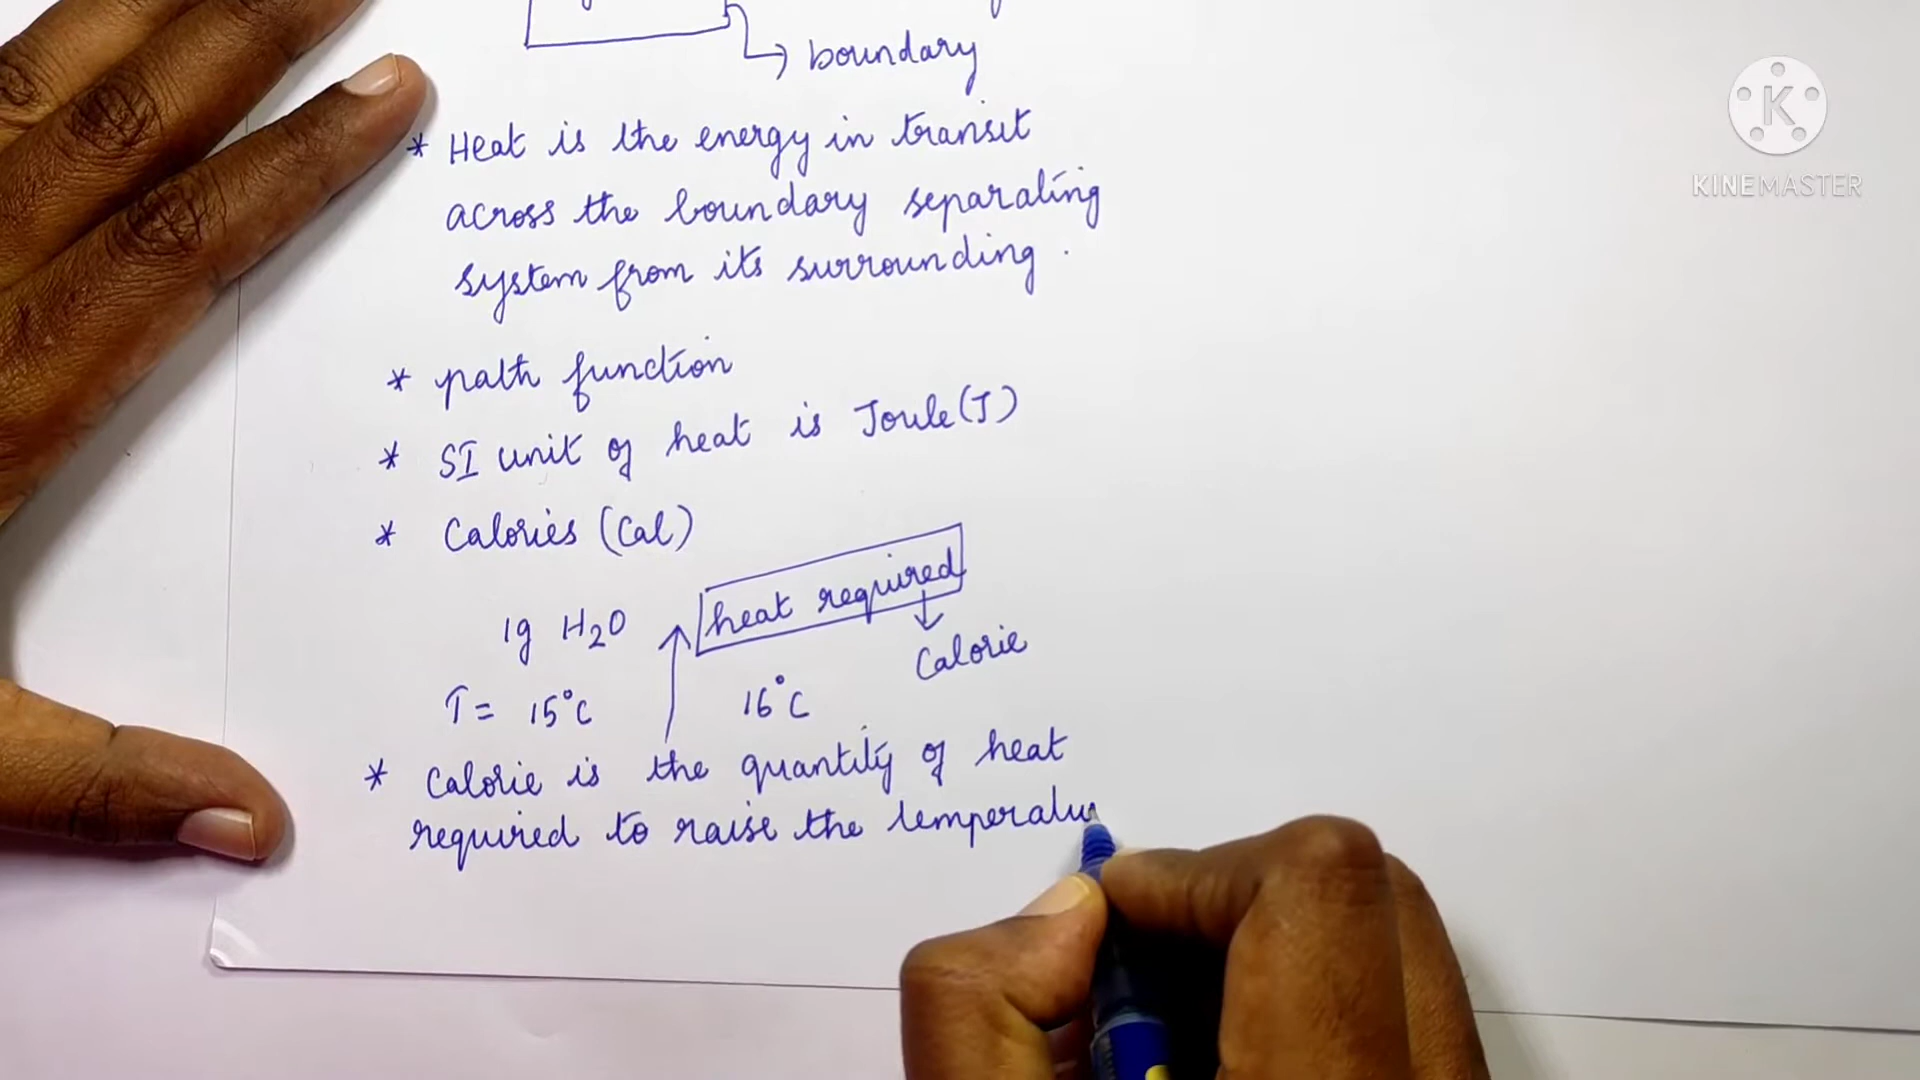 boundary
* Heat is the energy in transit
across the boundary separating
system from its surrounding.
* path function
* SI unit of heat is Joule (J)
* Calories (Cal)
heat required
1g H2O
Calorie
T = 15°C 16°C
* Calorie is the quantity of heat
required to raise the temperatu
K
KINEMASTER